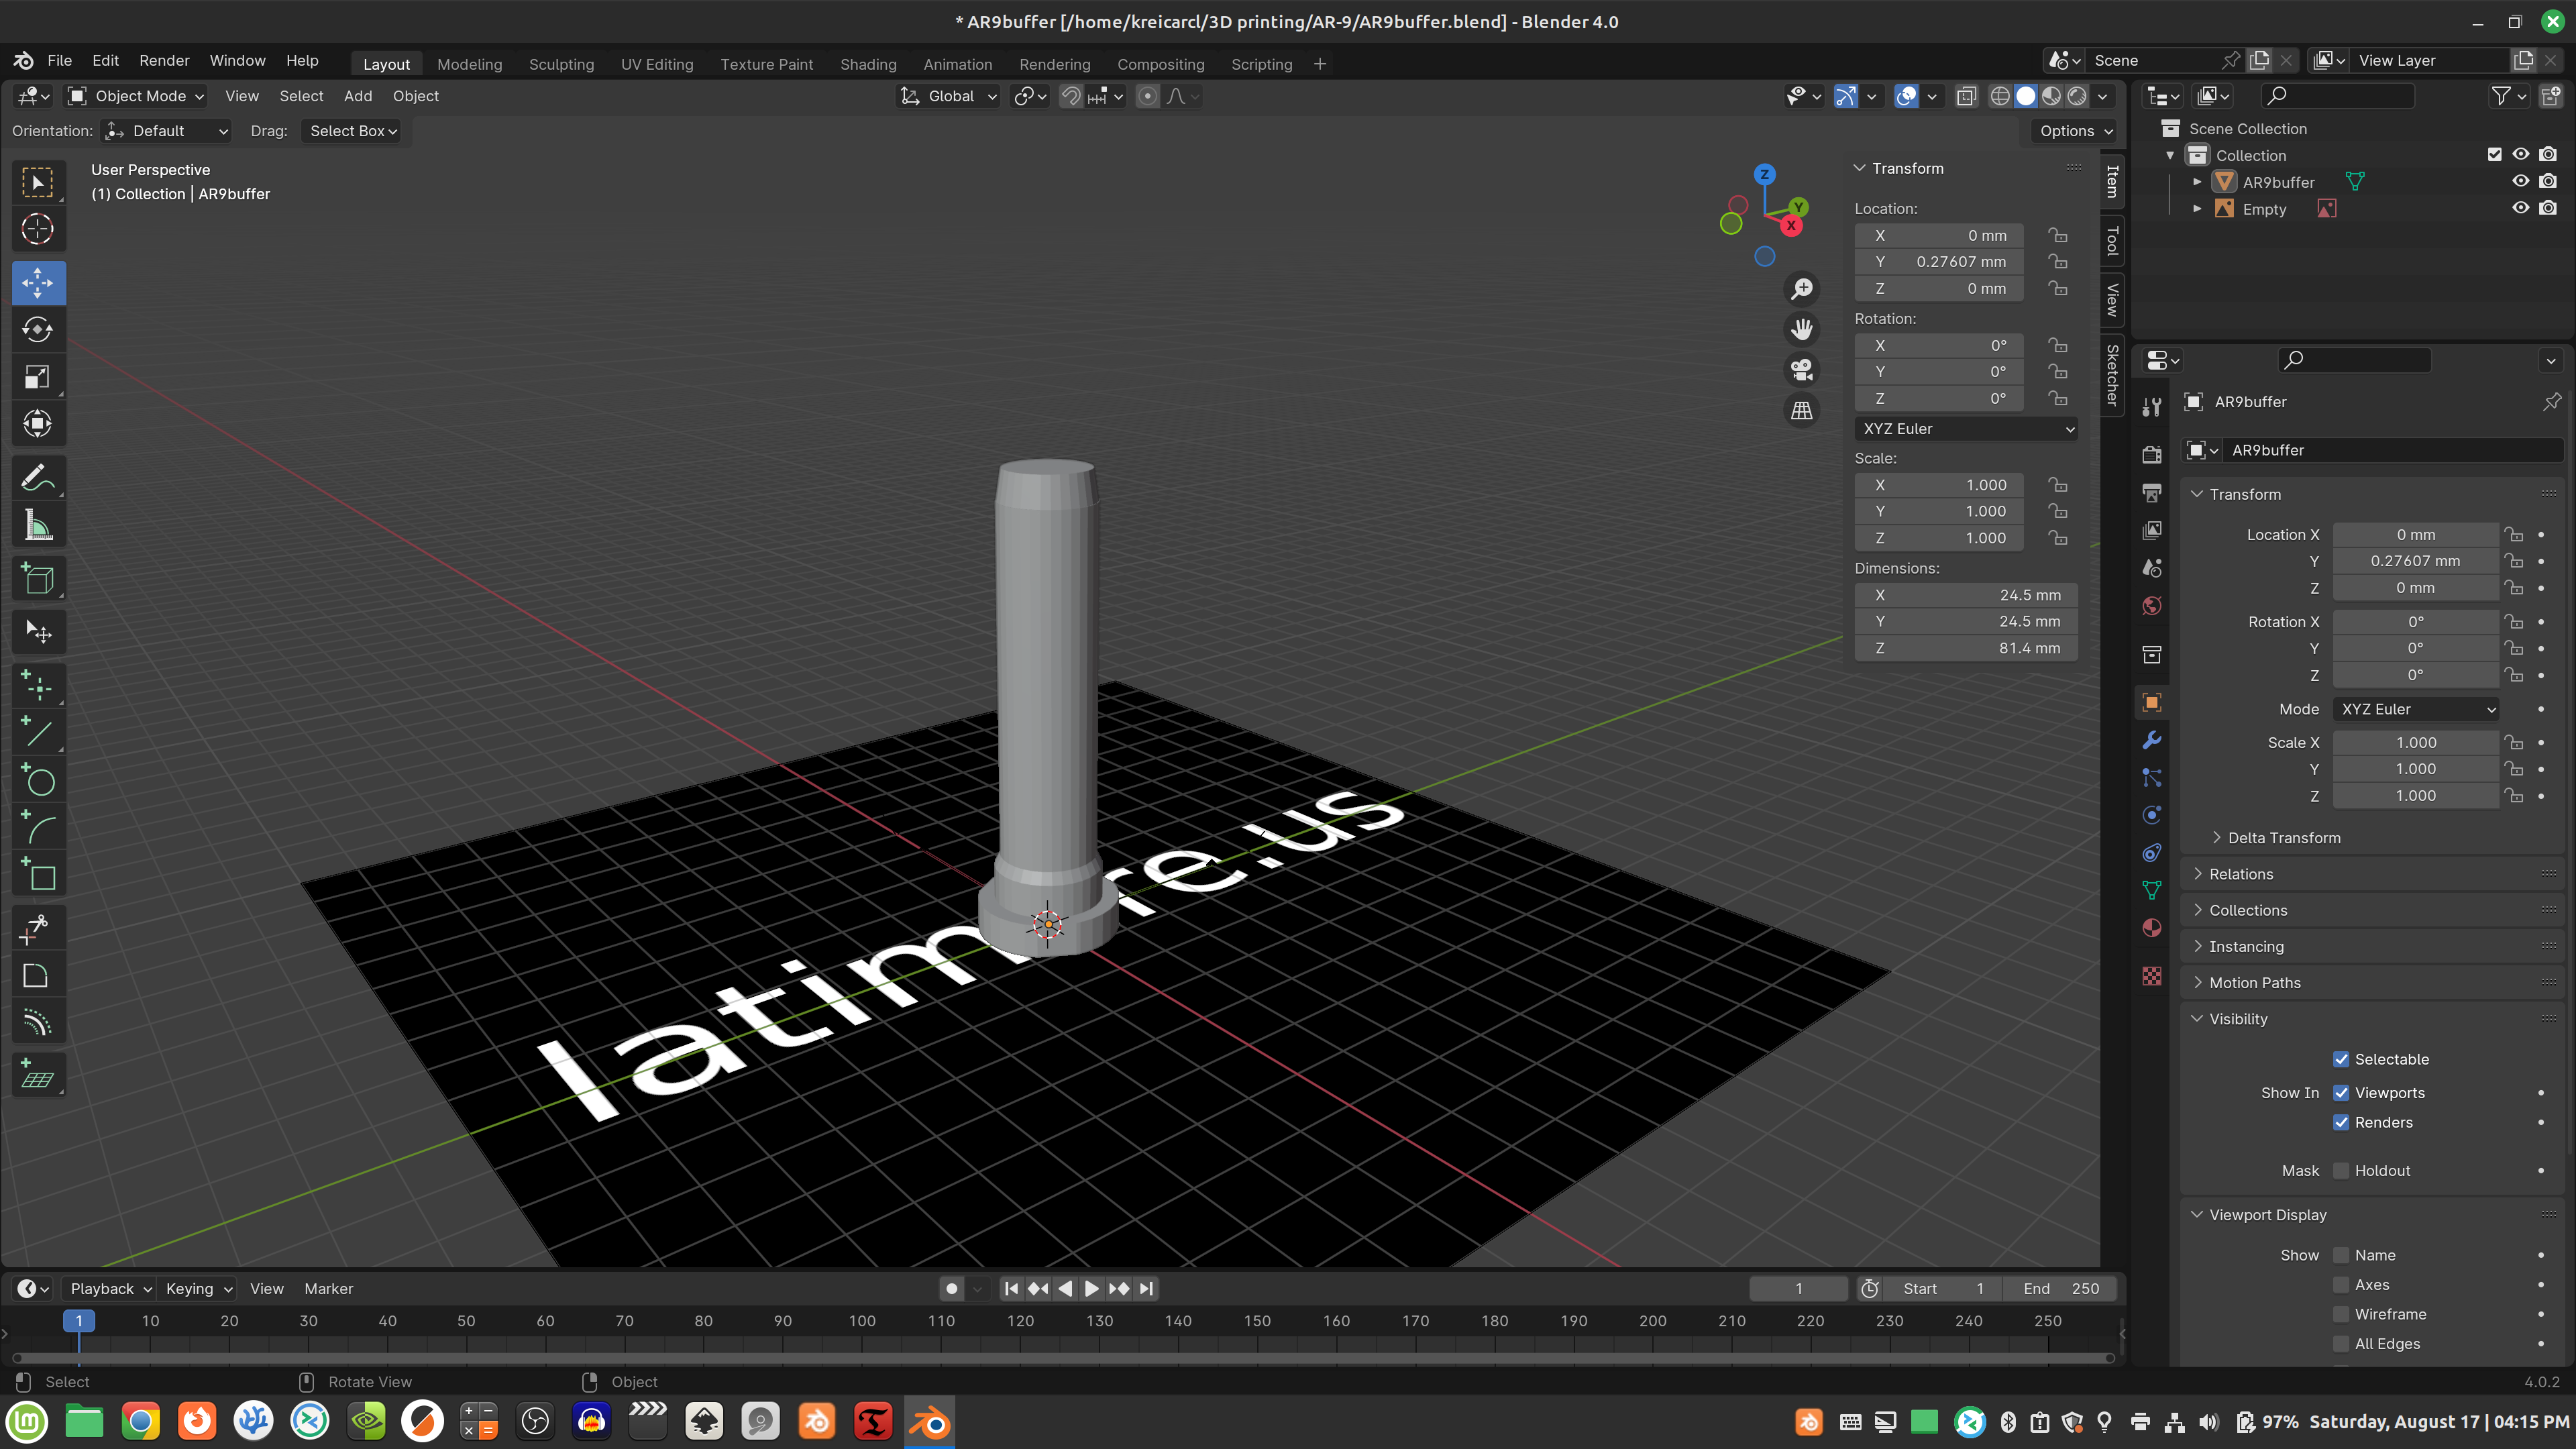 * AR9buffer [/home/kreicarcl/3D printing/AR-9/AR9buffer.blend] - Blender 4.0
File Edit Render Window Help Layout Modeling Sculpting UV Editing Texture Paint Shading Animation Rendering Compositing Scripting + Scene View Layer
Object Mode View Select Add Object Global
Orientation: Default Drag: Select Box Options
User Perspective
(1) Collection | AR9buffer
Z
Y
X
Transform
Location:
X 0 mm
Y 0.27607 mm
Z 0 mm
Rotation:
X 0°
Y 0°
Z 0°
XYZ Euler
Scale:
X 1.000
Y 1.000
Z 1.000
Dimensions:
X 24.5 mm
Y 24.5 mm
Z 81.4 mm
Item
Tool
View
Sketcher
latim re.us
Scene Collection
Collection
AR9buffer
Empty
AR9buffer
AR9buffer
Transform
Location X 0 mm
Y 0.27607 mm
Z 0 mm
Rotation X 0°
Y 0°
Z 0°
Mode XYZ Euler
Scale X 1.000
Y 1.000
Z 1.000
Delta Transform
Relations
Collections
Instancing
Motion Paths
Visibility
Selectable
Show In Viewports
Renders
Mask Holdout
Viewport Display
Show Name
Axes
Wireframe
All Edges
Playback Keying View Marker 1 Start 1 End 250
1 10 20 30 40 50 60 70 80 90 100 110 120 130 140 150 160 170 180 190 200 210 220 230 240 250
Select Rotate View Object 4.0.2
97% Saturday, August 17 | 04:15 PM